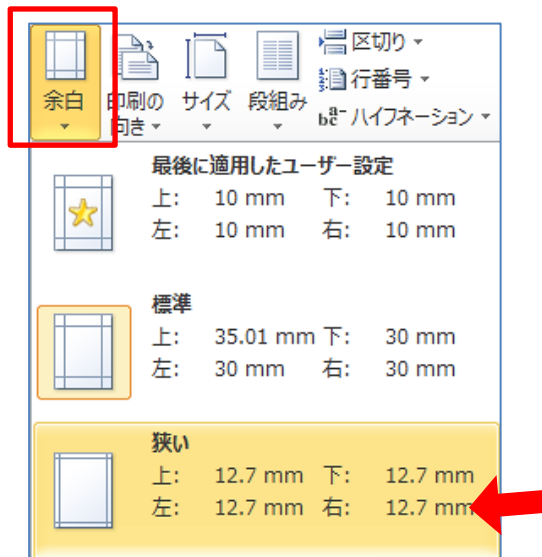 余白
印刷の
向き
サイズ
段組み
区切り
行番号
ハイフネーション
最後に適用したユーザー設定
上: 10 mm 下: 10 mm
左: 10 mm 右: 10 mm
標準
上: 35.01 mm 下: 30 mm
左: 30 mm 右: 30 mm
狭い
上: 12.7 mm 下: 12.7 mm
左: 12.7 mm 右: 12.7 mm